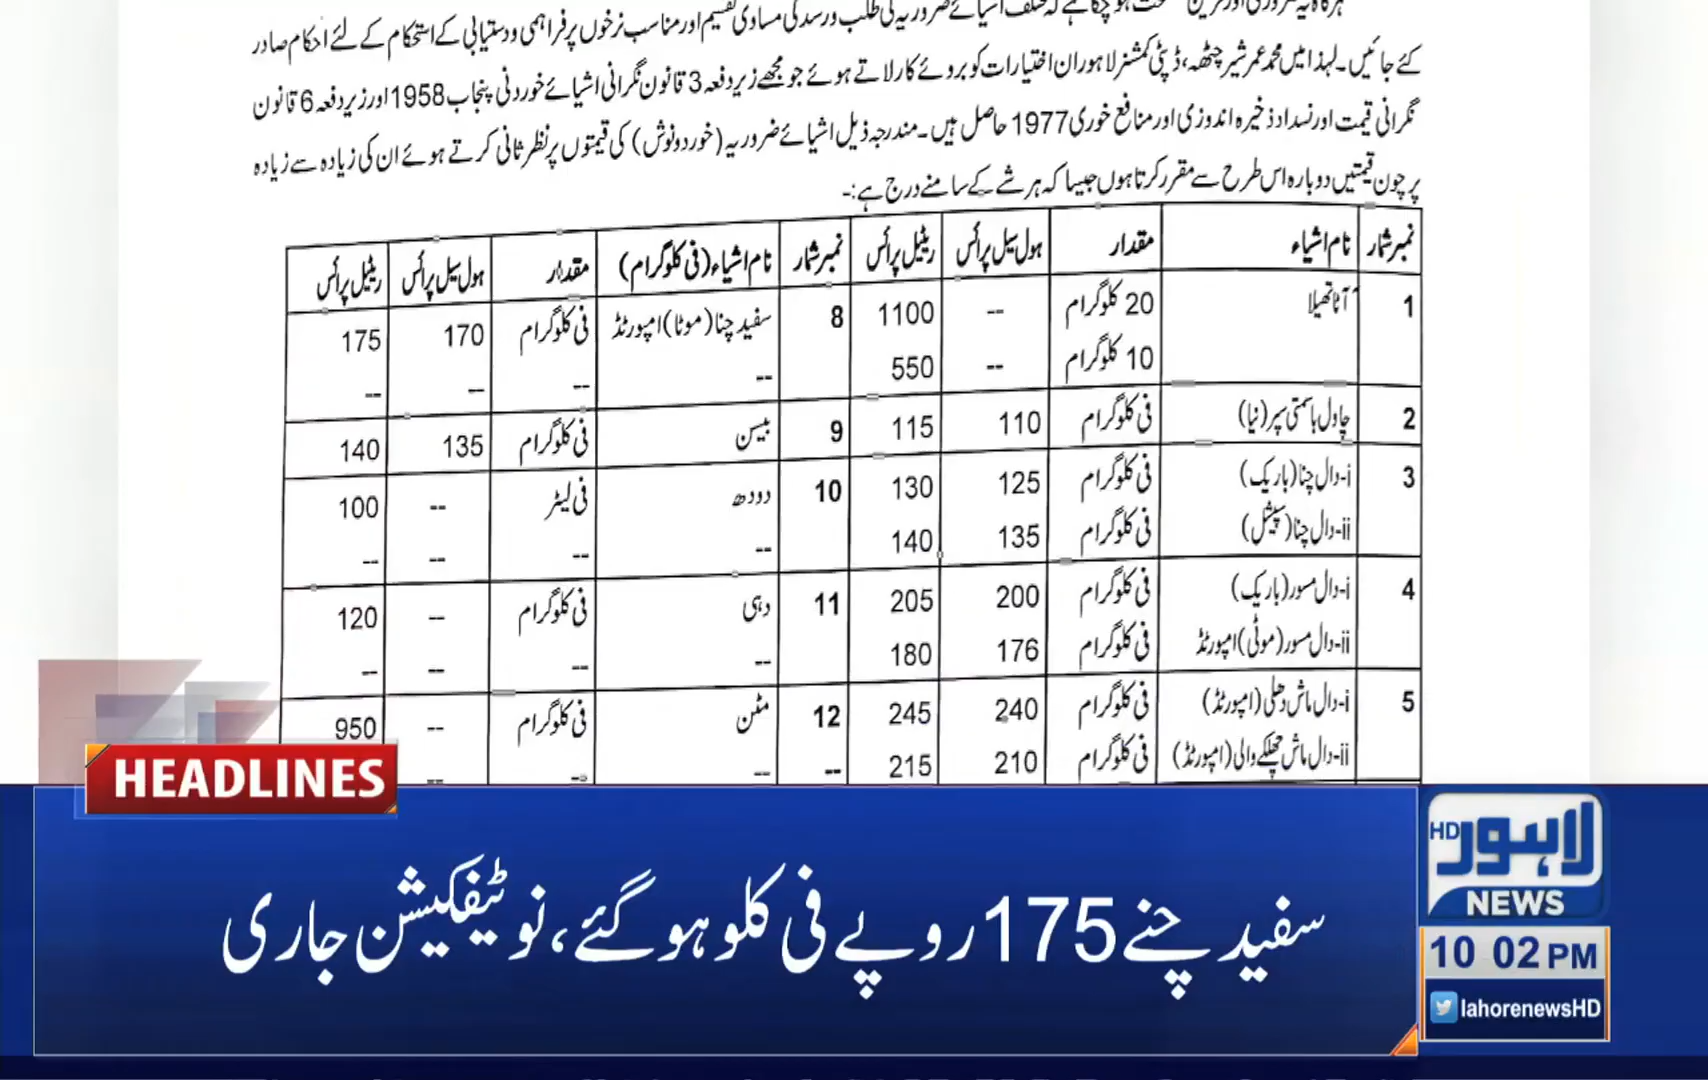 کئے جائیں۔ لہذا میں محمد عمر شیر چٹھہ، ڈپٹی کمشنر لاہور ان اختیارات کو بروئے کار لاتے ہوئے جو مجھے زیر دفعہ 3 قانون نگرانی اشیائے خوردنی پنجاب 1958 اور زیر دفعہ 6 قانون
نگرانی قیمت اور انسداد ذخیرہ اندوزی اور منافع خوری 1977 حاصل ہیں۔ مندرجہ ذیل اشیائے ضروریہ (خوردونوش) کی قیمتوں پر نظر ثانی کرتے ہوئے ان کی زیادہ سے زیادہ
پرچون قیمتیں دوبارہ اس طرح سے مقرر کرتا ہوں جیسا کہ ہر شے کے سامنے درج ہے:-
نمبر شمار نام اشیاء مقدار ہول سیل پرائس ریٹیل پرائس نمبر شمار نام اشیاء (فی کلوگرام) مقدار ہول سیل پرائس ریٹیل پرائس
1 آٹا تھیلا 20 کلوگرام -- 1100 8 سفید چنا (موٹا) امپورٹڈ فی کلوگرام 170 175
10 کلوگرام -- 550 -- -- -- --
2 چاول باسمتی سپر (نیا) فی کلوگرام 110 115 9 بیسن فی کلوگرام 135 140
3 i-دال چنا (باریک) فی کلوگرام 125 130 10 دودھ فی لیٹر -- 100
ii-دال چنا (سپیشل) فی کلوگرام 135 140 -- -- -- --
4 i-دال مسور (باریک) فی کلوگرام 200 205 11 دہی فی کلوگرام -- 120
ii-دال مسور (موٹی) امپورٹڈ فی کلوگرام 176 180 -- -- -- --
5 i-دال ماش دھلی (امپورٹڈ) فی کلوگرام 240 245 12 مٹن فی کلوگرام -- 950
ii-دال ماش چھلکے والی (امپورٹڈ) فی کلوگرام 210 215 -- -- -- --
HEADLINES
سفید چنے 175 روپے فی کلو ہو گئے، نوٹیفکیشن جاری
لاہور HD
NEWS
10 02 PM
lahorenewsHD